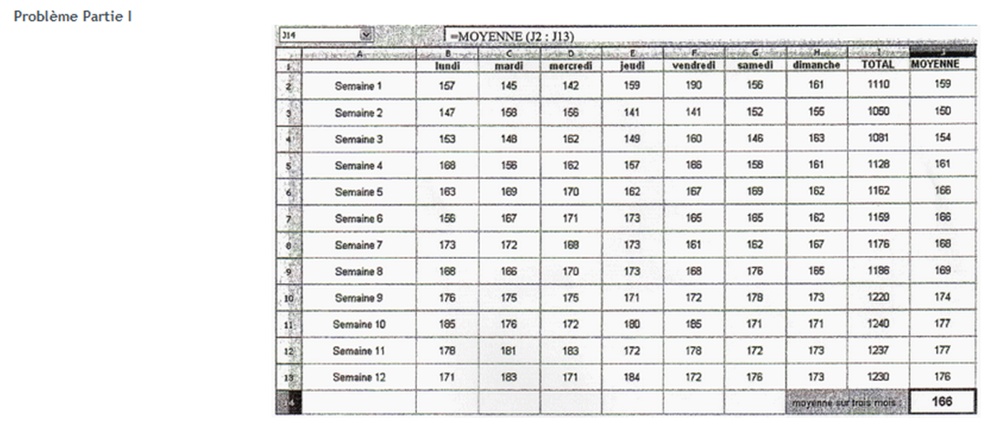 Problème Partie I
J14 =MOYENNE (J2 : J13)
A B C D E F G H I J
1 lundi mardi mercredi jeudi vendredi samedi dimanche TOTAL MOYENNE
2 Semaine 1 157 145 142 159 190 156 161 1110 159
3 Semaine 2 147 158 156 141 141 152 155 1050 150
4 Semaine 3 153 148 162 149 160 146 163 1081 154
5 Semaine 4 168 156 162 157 166 158 161 1128 161
6 Semaine 5 163 169 170 162 167 169 162 1162 166
7 Semaine 6 156 167 171 173 165 165 162 1159 166
8 Semaine 7 173 172 168 173 161 162 167 1176 168
9 Semaine 8 168 166 170 173 168 176 165 1186 169
10 Semaine 9 176 175 175 171 172 178 173 1220 174
11 Semaine 10 185 176 172 180 185 171 171 1240 177
12 Semaine 11 178 181 183 172 178 172 173 1237 177
13 Semaine 12 171 183 171 184 172 176 173 1230 176
moyenne sur trois mois : 166